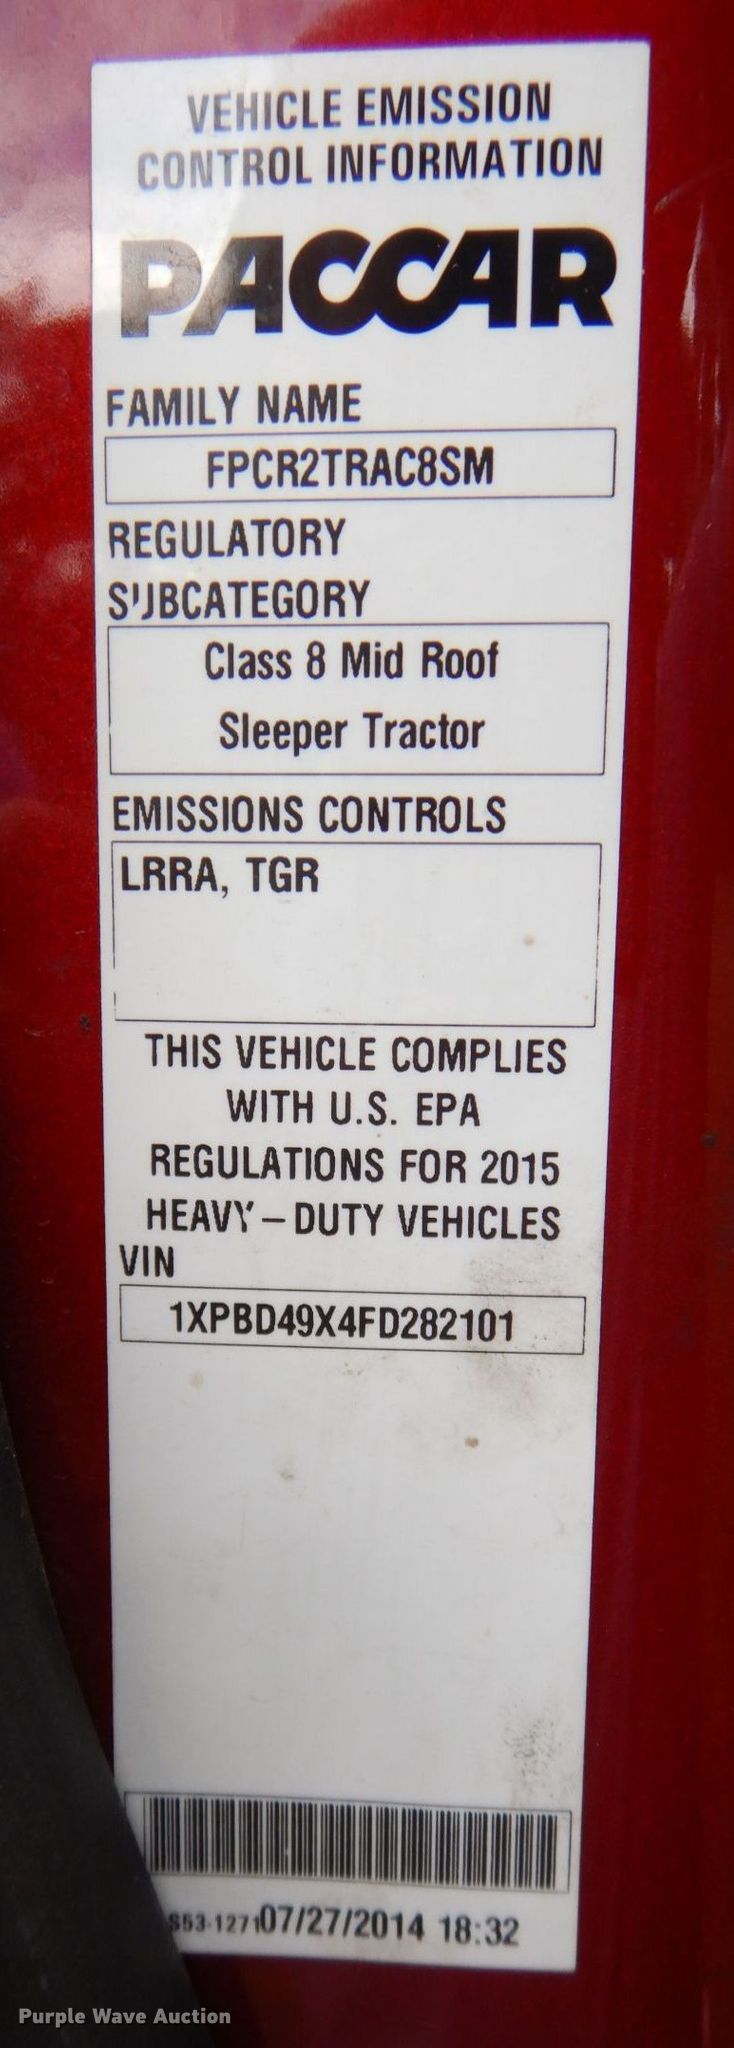 VEHICLE EMISSION
CONTROL INFORMATION
PACCAR
FAMILY NAME
FPCR2TRAC8SM
REGULATORY
SUBCATEGORY
Class 8 Mid Roof
Sleeper Tractor
EMISSIONS CONTROLS
LRRA, TGR
THIS VEHICLE COMPLIES
WITH U.S. EPA
REGULATIONS FOR 2015
HEAVY-DUTY VEHICLES
VIN
1XPBD49X4FD282101
S53-1271 07/27/2014 18:32
Purple Wave Auction